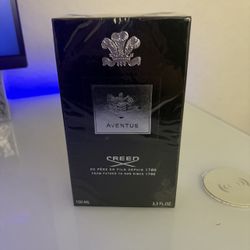 AVENTUS
CREED
DE PÈRE EN FILS DEPUIS 1760
FROM FATHER TO SON SINCE 1760
100 ML 3,3 FL.OZ